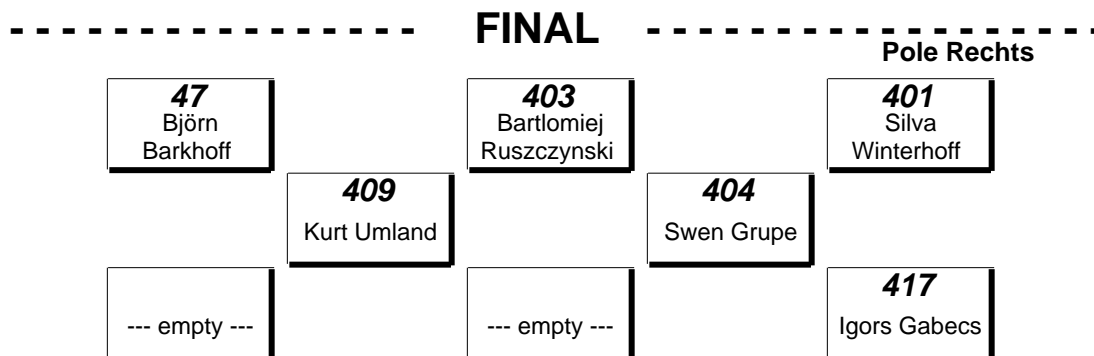 FINAL
Pole Rechts
47
Björn
Barkhoff
403
Bartlomiej
Ruszczynski
401
Silva
Winterhoff
409
Kurt Umland
404
Swen Grupe
--- empty ---
--- empty ---
417
Igors Gabecs